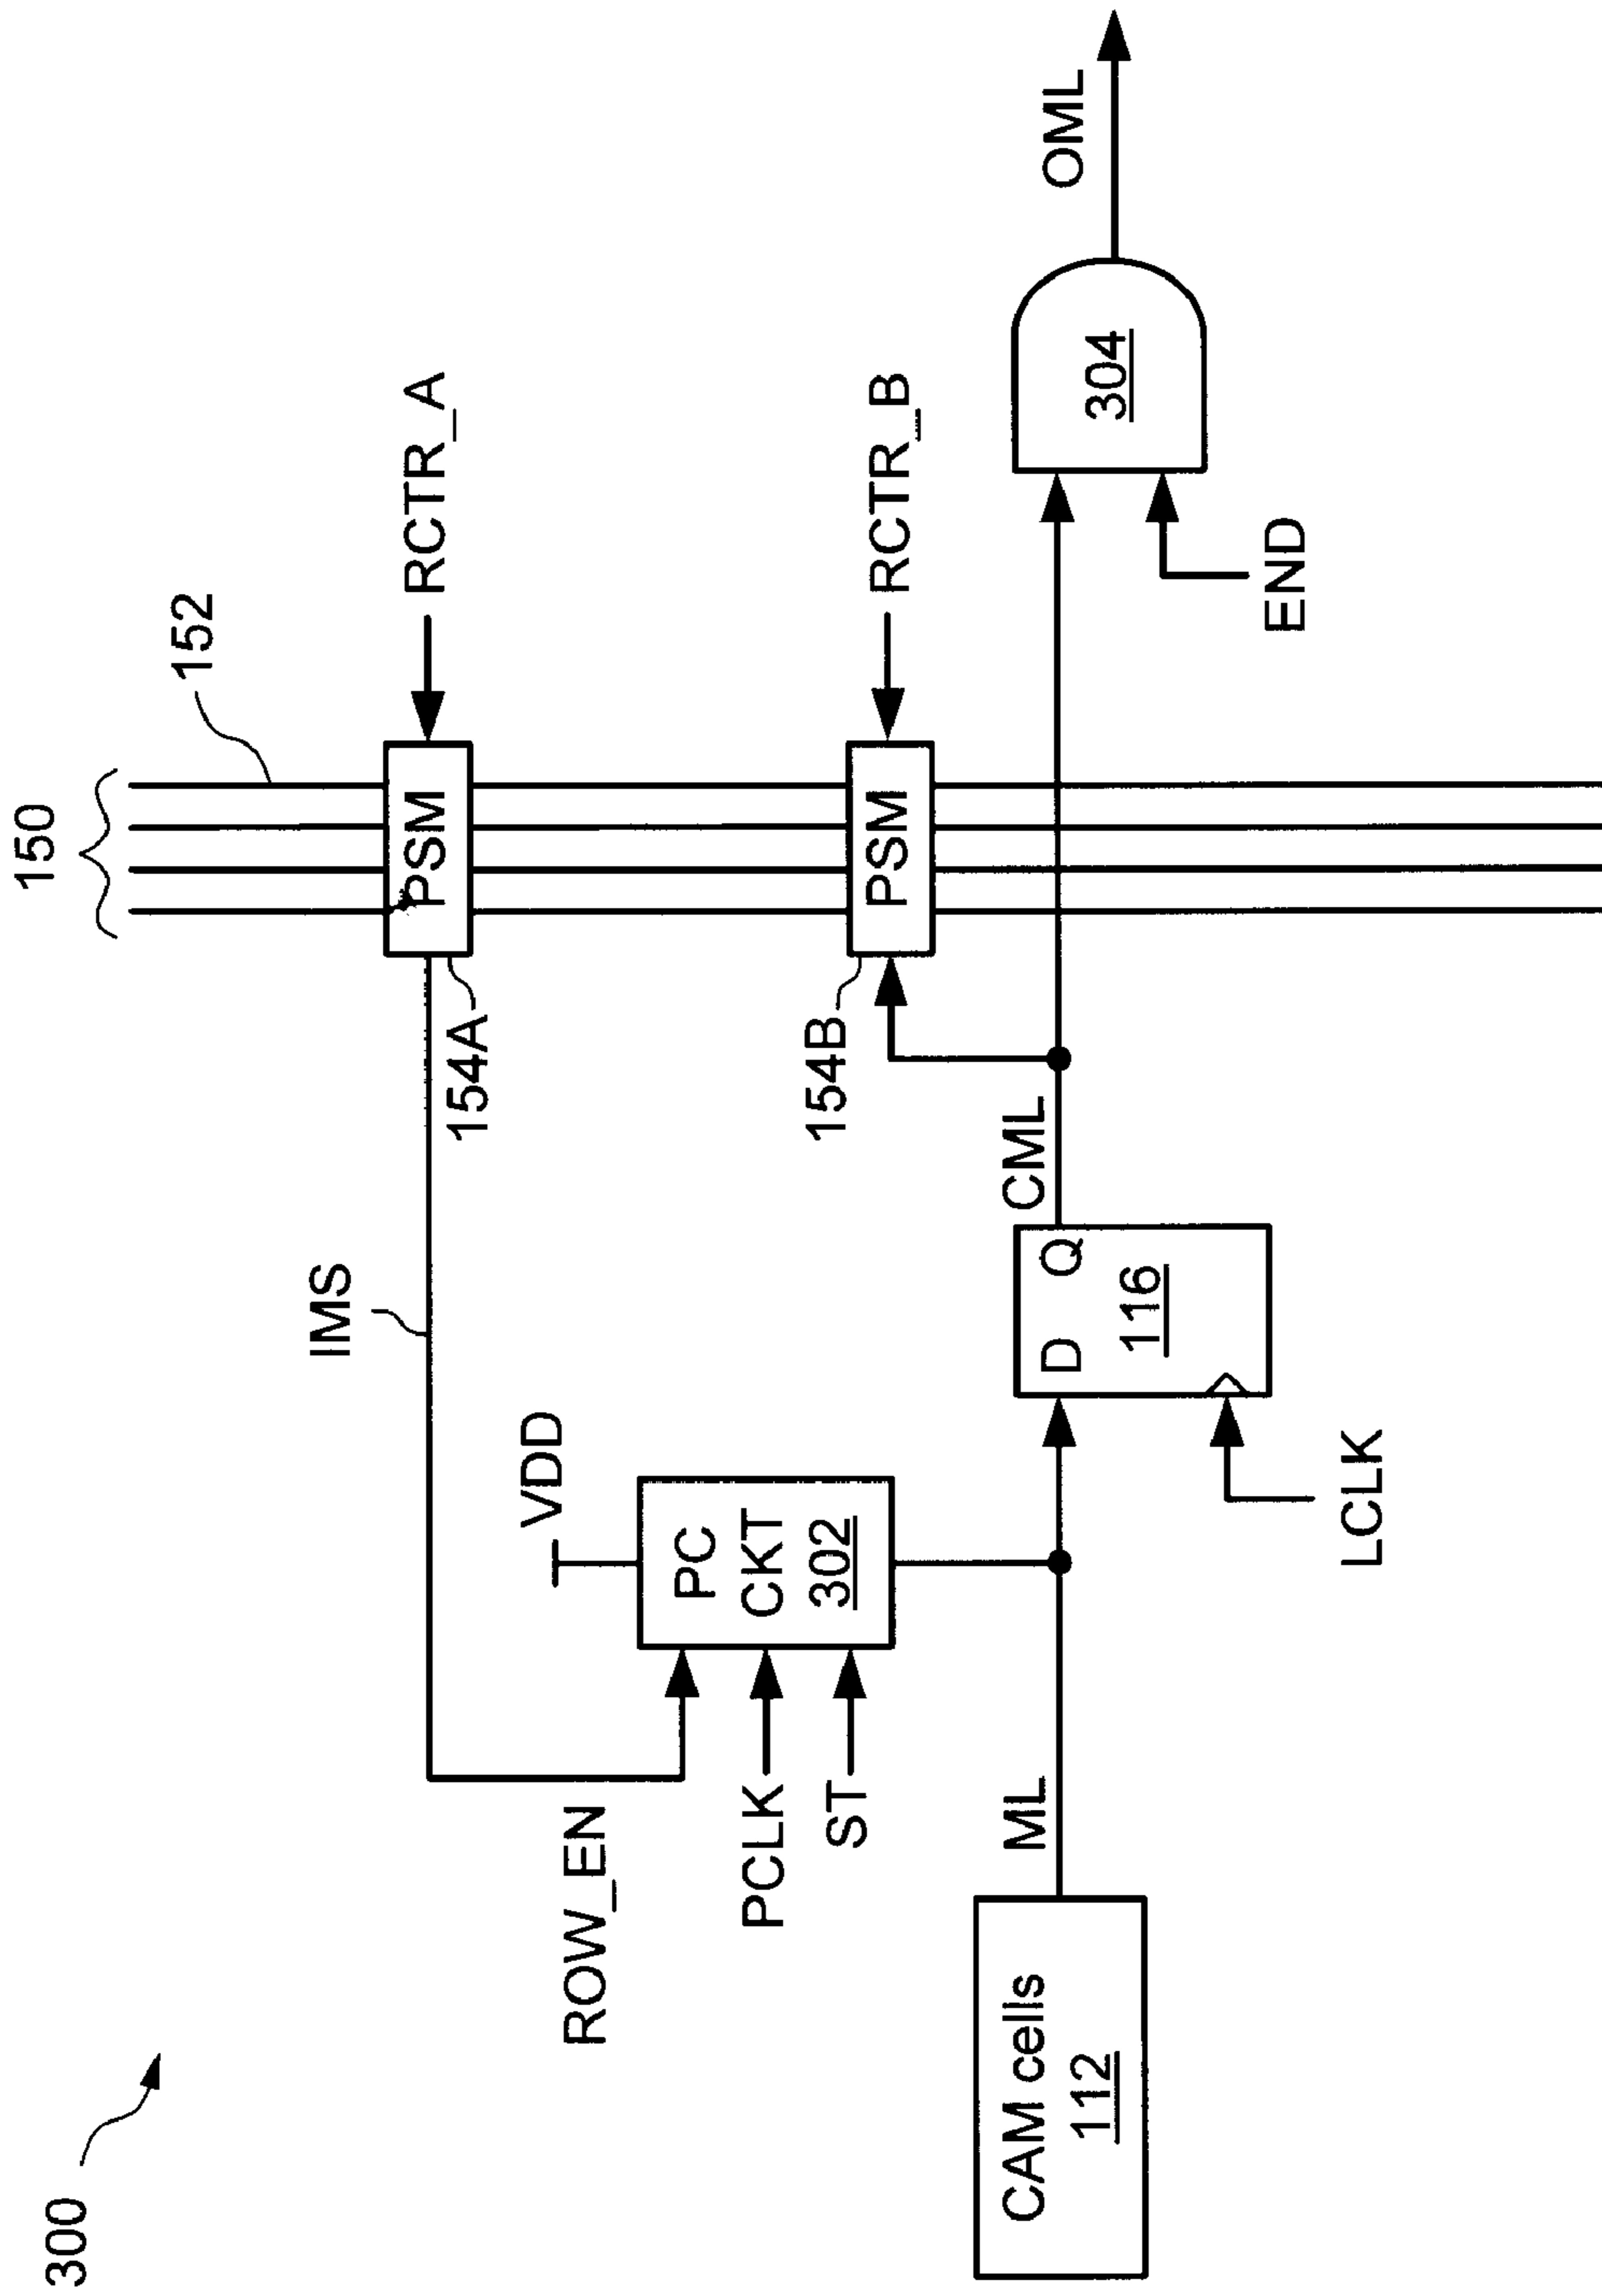 300
150
152
IMS
154A
PSM
RCTR_A
VDD
ROW_EN
PCLK
ST
PC
CKT
302
154B
PSM
RCTR_B
CAM cells
112
ML
LCLK
D Q
116
CML
END
304
OML